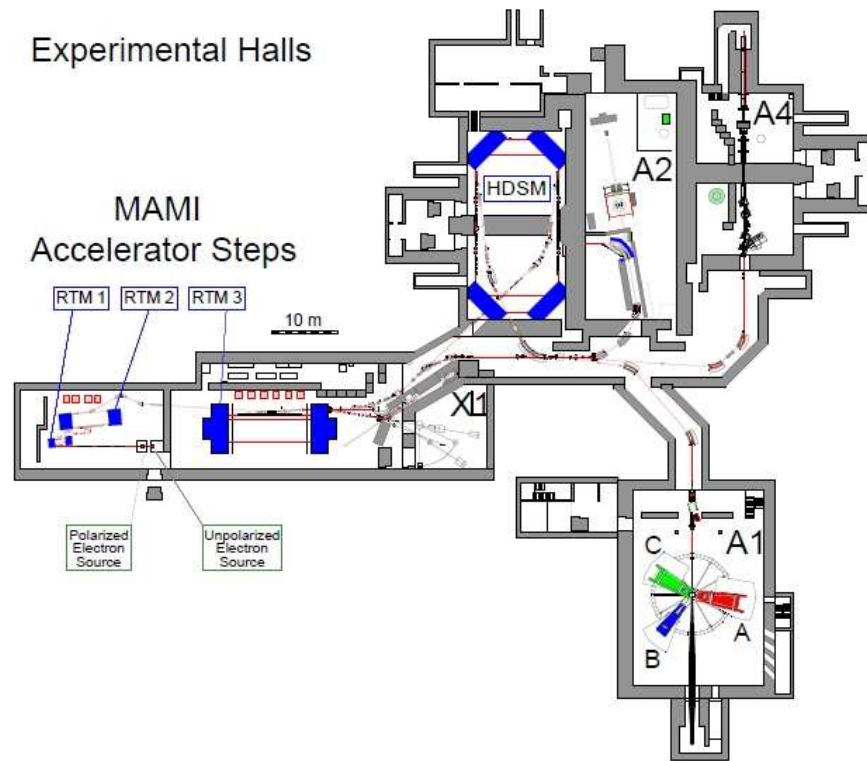 Experimental Halls
A4
A2
HDSM
MAMI
Accelerator Steps
RTM 1
RTM 2
RTM 3
10 m
X1
Polarized
Electron
Source
Unpolarized
Electron
Source
A1
C
A
B